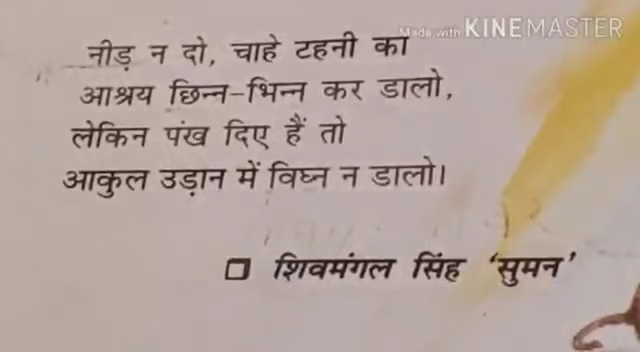 Made with KINEMASTER
नीड़ न दो, चाहे टहनी का
आश्रय छिन्न-भिन्न कर डालो,
लेकिन पंख दिए हैं तो
आकुल उड़ान में विघ्न न डालो।
□ शिवमंगल सिंह 'सुमन'